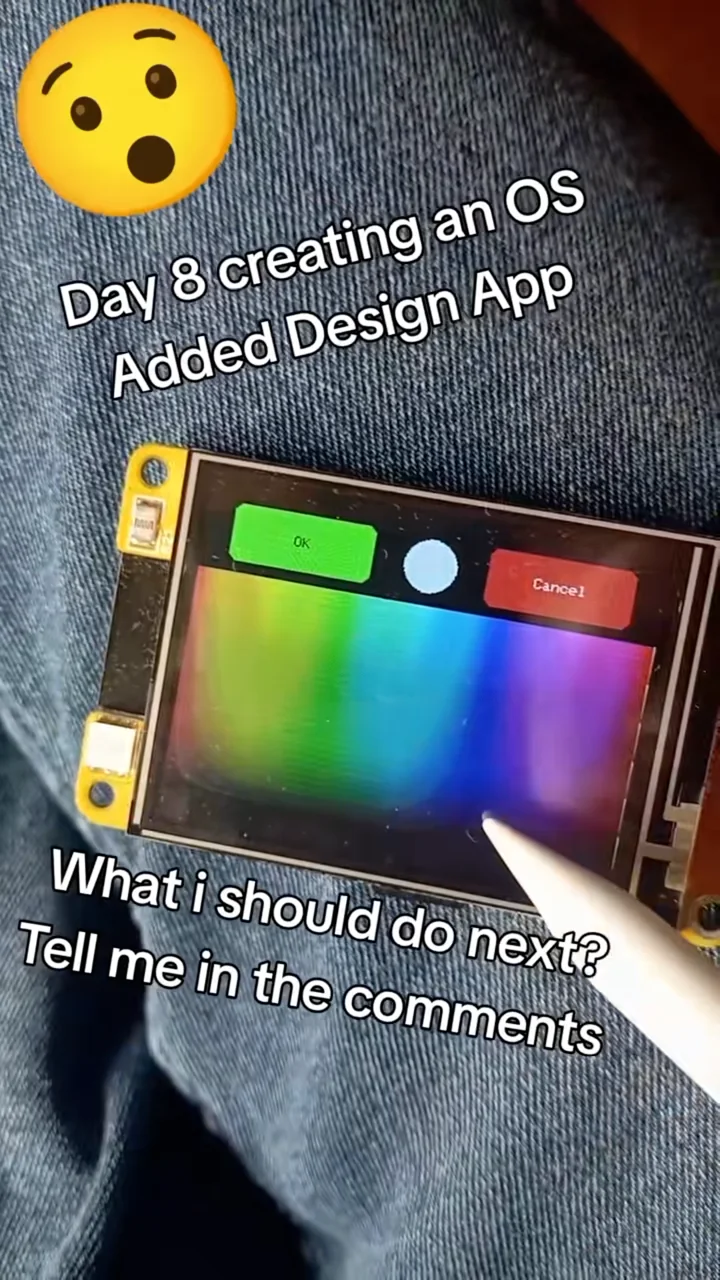 Day 8 creating an OS
Added Design App
OK
Cancel
What i should do next?
Tell me in the comments